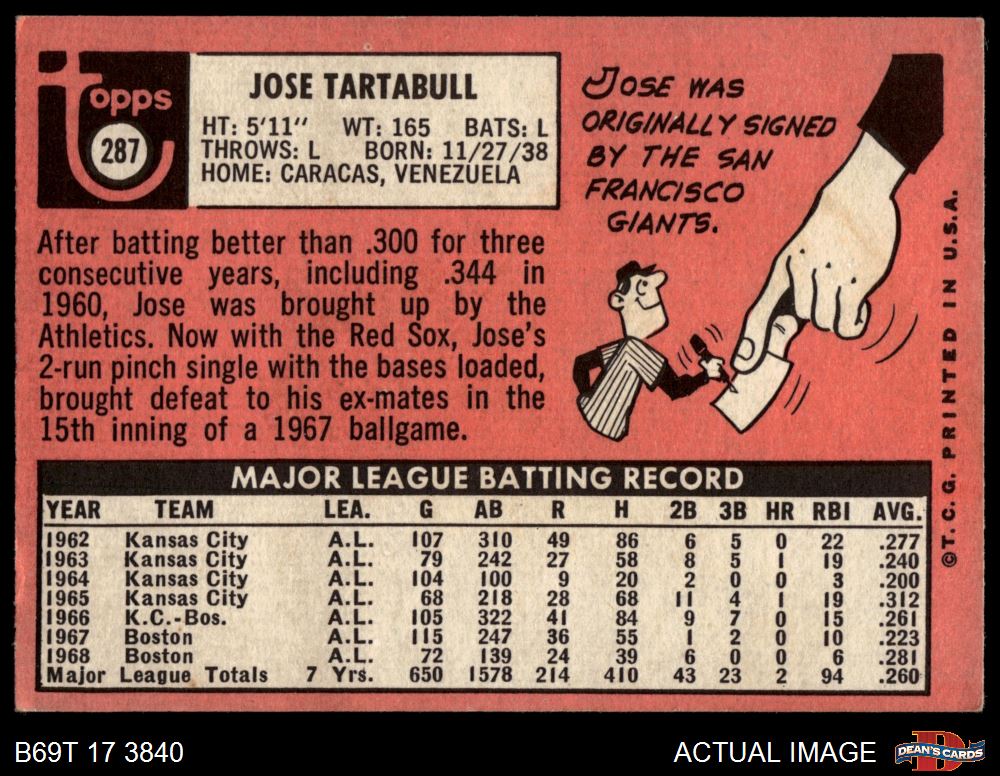 topps
287
JOSE TARTABULL
HT: 5'11" WT: 165 BATS: L
THROWS: L BORN: 11/27/38
HOME: CARACAS, VENEZUELA
JOSE WAS
ORIGINALLY SIGNED
BY THE SAN
FRANCISCO
GIANTS.
After batting better than .300 for three
consecutive years, including .344 in
1960, Jose was brought up by the
Athletics. Now with the Red Sox, Jose's
2-run pinch single with the bases loaded,
brought defeat to his ex-mates in the
15th inning of a 1967 ballgame.
©T.C.G. PRINTED IN U.S.A.
MAJOR LEAGUE BATTING RECORD
YEAR TEAM LEA. G AB R H 2B 3B HR RBI AVG.
1962 Kansas City A.L. 107 310 49 86 6 5 0 22 .277
1963 Kansas City A.L. 79 242 27 58 8 5 1 19 .240
1964 Kansas City A.L. 104 100 9 20 2 0 0 3 .200
1965 Kansas City A.L. 68 218 28 68 11 4 1 19 .312
1966 K.C.-Bos. A.L. 105 322 41 84 9 7 0 15 .261
1967 Boston A.L. 115 247 36 55 1 2 0 10 .223
1968 Boston A.L. 72 139 24 39 6 0 0 6 .281
Major League Totals 7 Yrs. 650 1578 214 410 43 23 2 94 .260
B69T 17 3840
ACTUAL IMAGE
D
DEAN'S CARDS